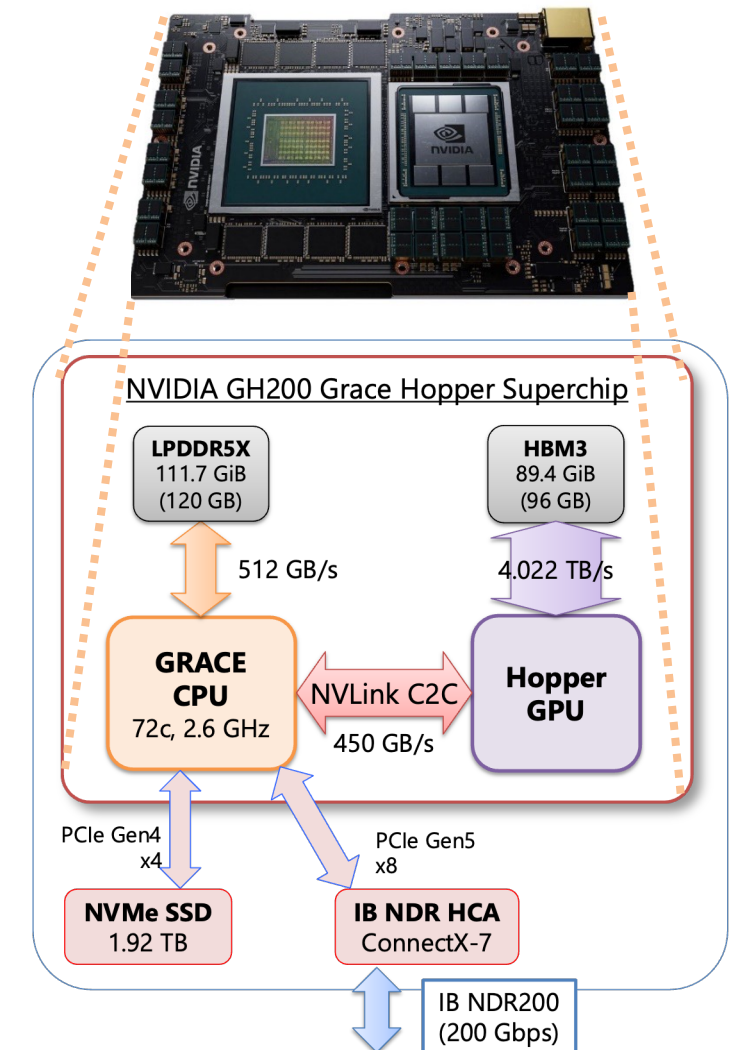 NVIDIA
NVIDIA
NVIDIA GH200 Grace Hopper Superchip
LPDDR5X
111.7 GiB
(120 GB)
HBM3
89.4 GiB
(96 GB)
512 GB/s
4.022 TB/s
GRACE
CPU
72c, 2.6 GHz
NVLink C2C
450 GB/s
Hopper
GPU
PCIe Gen4
x4
PCIe Gen5
x8
NVMe SSD
1.92 TB
IB NDR HCA
ConnectX-7
IB NDR200
(200 Gbps)